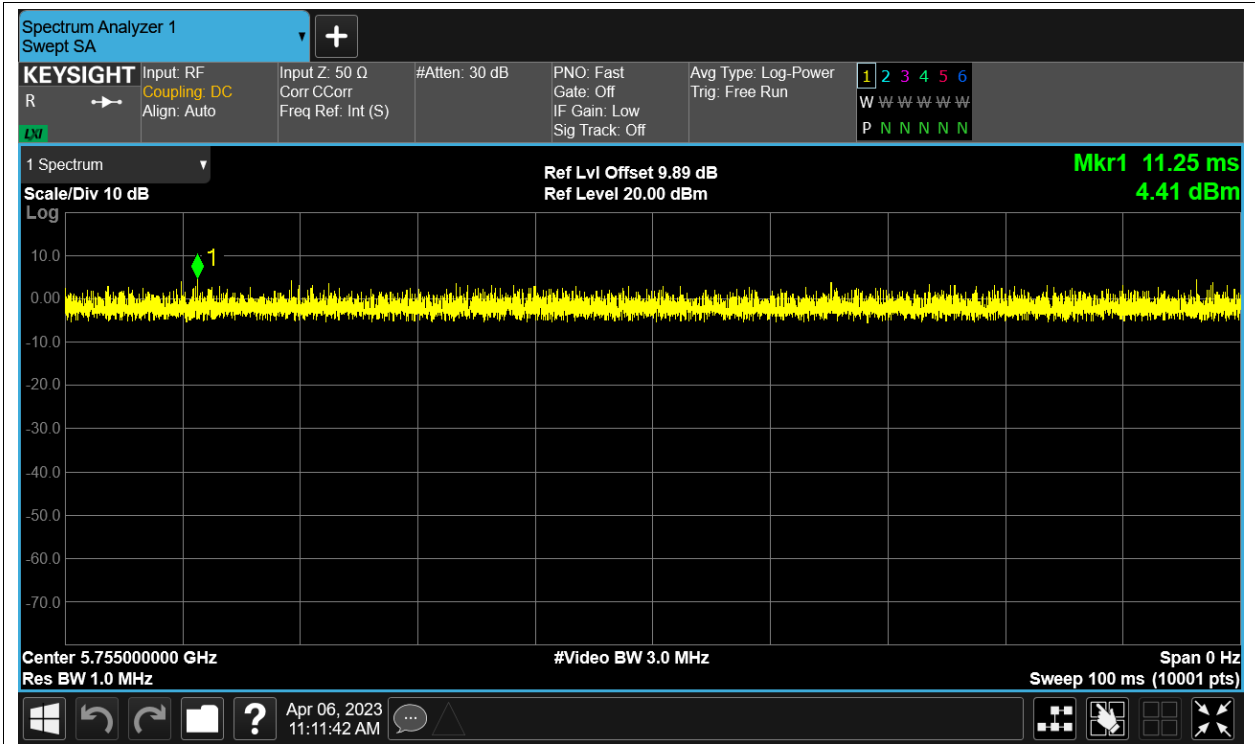 Spectrum Analyzer 1
Swept SA
+
KEYSIGHT Input: RF Input Z: 50 Ω #Atten: 30 dB PNO: Fast Avg Type: Log-Power 1 2 3 4 5 6
R Coupling: DC Corr CCorr Gate: Off Trig: Free Run W W W W W W
Align: Auto Freq Ref: Int (S) IF Gain: Low
LXI Sig Track: Off P N N N N N
1 Spectrum Ref Lvl Offset 9.89 dB Mkr1 11.25 ms
Scale/Div 10 dB Ref Level 20.00 dBm 4.41 dBm
Log
10.0
1
0.00
-10.0
-20.0
-30.0
-40.0
-50.0
-60.0
-70.0
Center 5.755000000 GHz #Video BW 3.0 MHz Span 0 Hz
Res BW 1.0 MHz Sweep 100 ms (10001 pts)
? Apr 06, 2023
11:11:42 AM